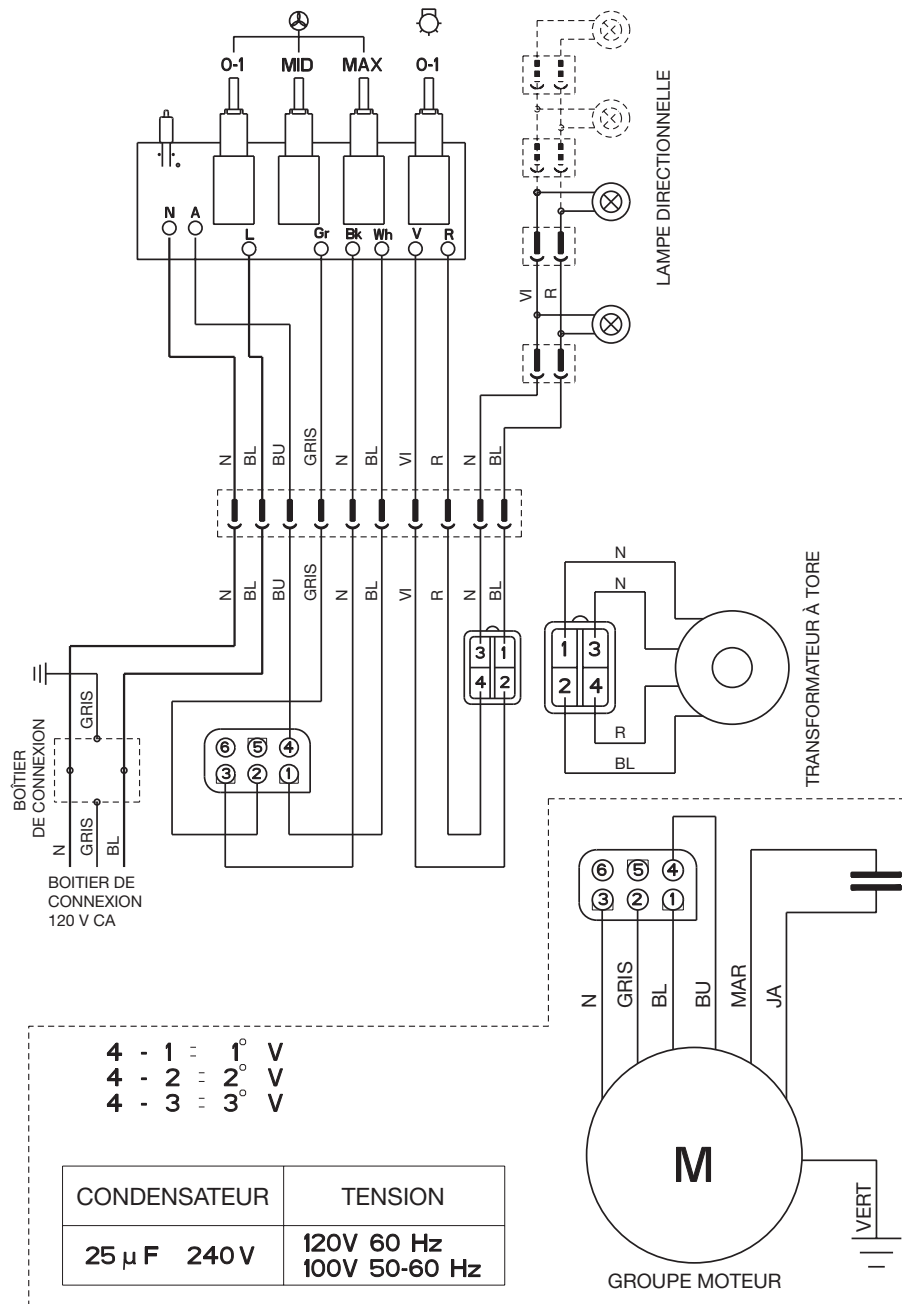 O-1 MID MAX O-1
N A
L Gr Bk Wh V R
LAMPE DIRECTIONNELLE
VI R
N BL BU GRIS N BL VI R N BL
N BL BU GRIS N BL VI R N BL
3 1
4 2
N
N
1 3
2 4
R
BL
TRANSFORMATEUR À TORE
GRIS
BOÎTIER
DE CONNEXION
6 5 4
3 2 1
N GRIS BL
BOITIER DE
CONNEXION
120 V CA
6 5 4
3 2 1
N GRIS BL BU MAR JA
4 - 1 = 1° V
4 - 2 = 2° V
4 - 3 = 3° V
M
VERT
CONDENSATEUR TENSION
25 µF 240 V
120V 60 Hz
100V 50-60 Hz
GROUPE MOTEUR